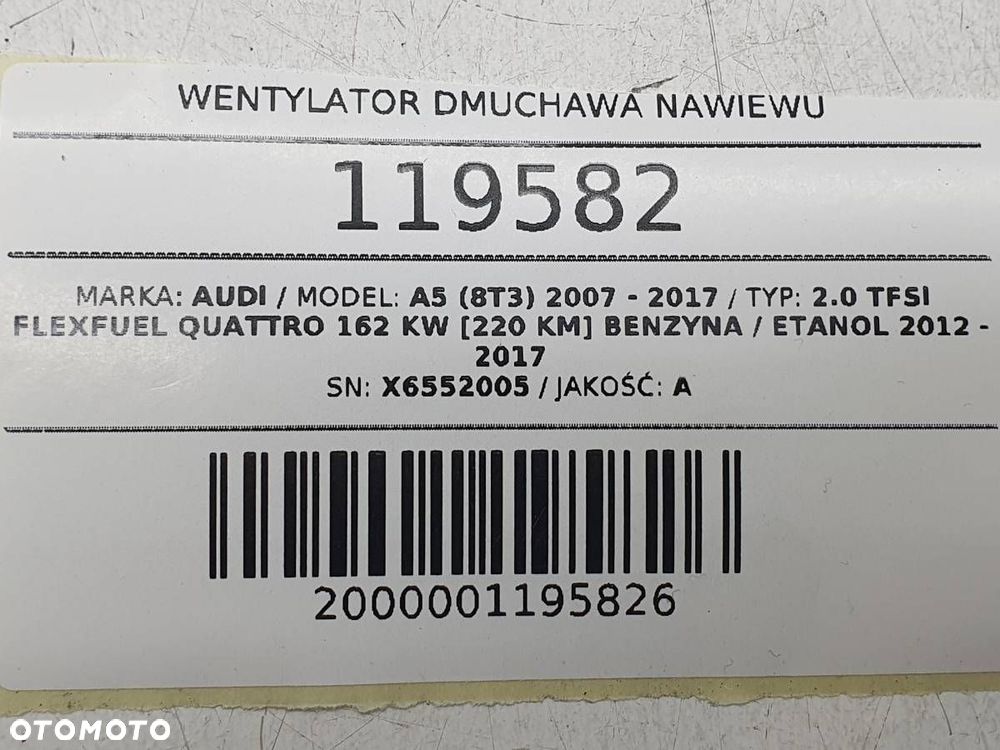 WENTYLATOR DMUCHAWA NAWIEWU
119582
MARKA: AUDI / MODEL: A5 (8T3) 2007 - 2017 / TYP: 2.0 TFSI
FLEXFUEL QUATTRO 162 KW [220 KM] BENZYNA / ETANOL 2012 -
2017
SN: X6552005 / JAKOŚĆ: A
2000001195826
OTOMOTO